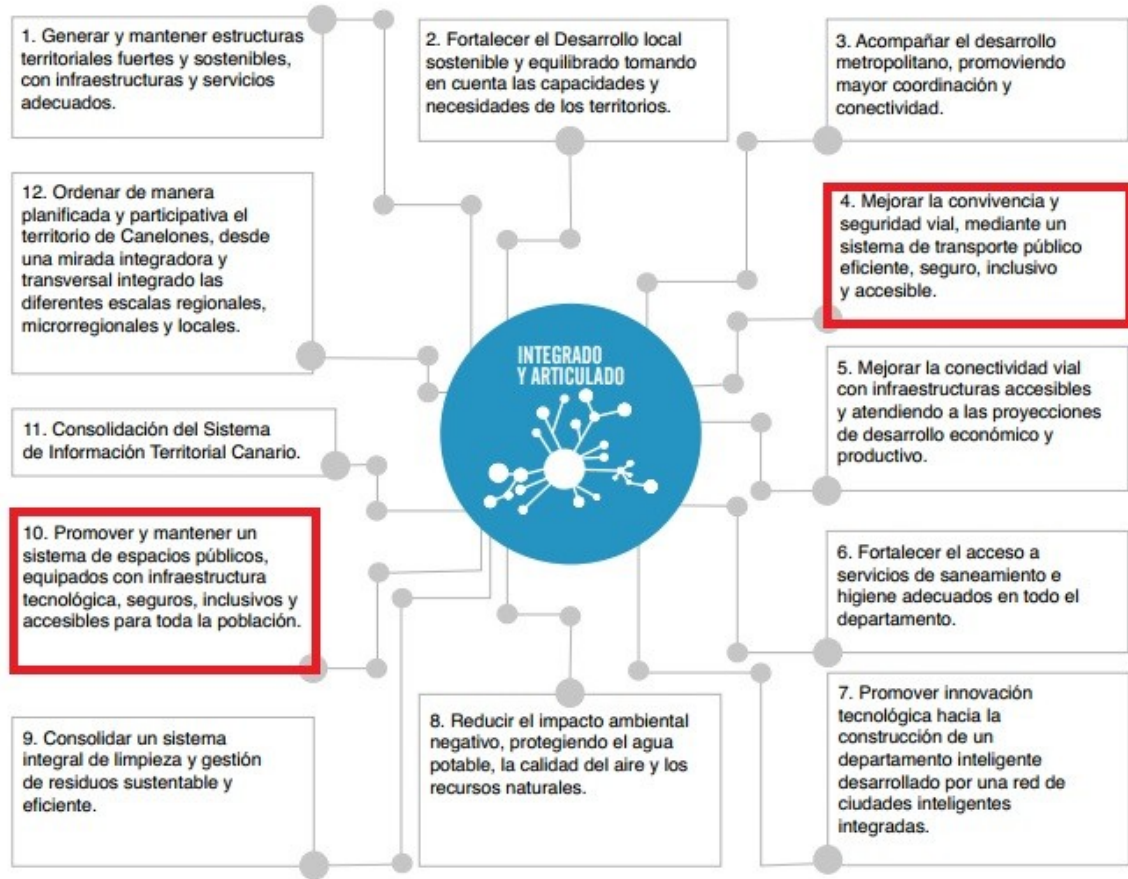 1. Generar y mantener estructuras
territoriales fuertes y sostenibles,
con infraestructuras y servicios
adecuados.
2. Fortalecer el Desarrollo local
sostenible y equilibrado tomando
en cuenta las capacidades y
necesidades de los territorios.
3. Acompañar el desarrollo
metropolitano, promoviendo
mayor coordinación y
conectividad.
12. Ordenar de manera
planificada y participativa el
territorio de Canelones, desde
una mirada integradora y
transversal integrado las
diferentes escalas regionales,
microrregionales y locales.
4. Mejorar la convivencia y
seguridad vial, mediante un
sistema de transporte público
eficiente, seguro, inclusivo
y accesible.
INTEGRADO
Y ARTICULADO
5. Mejorar la conectividad vial
con infraestructuras accesibles
y atendiendo a las proyecciones
de desarrollo económico y
productivo.
11. Consolidación del Sistema
de Información Territorial Canario.
10. Promover y mantener un
sistema de espacios públicos,
equipados con infraestructura
tecnológica, seguros, inclusivos y
accesibles para toda la población.
6. Fortalecer el acceso a
servicios de saneamiento e
higiene adecuados en todo el
departamento.
9. Consolidar un sistema
integral de limpieza y gestión
de residuos sustentable y
eficiente.
8. Reducir el impacto ambiental
negativo, protegiendo el agua
potable, la calidad del aire y los
recursos naturales.
7. Promover innovación
tecnológica hacia la
construcción de un
departamento inteligente
desarrollado por una red de
ciudades inteligentes
integradas.